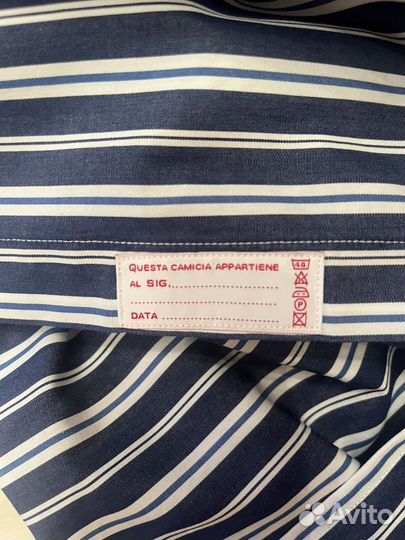 QUESTA CAMICIA APPARTIENE
AL SIG. ..............................
............................................
DATA ..............................
40
P
Avito